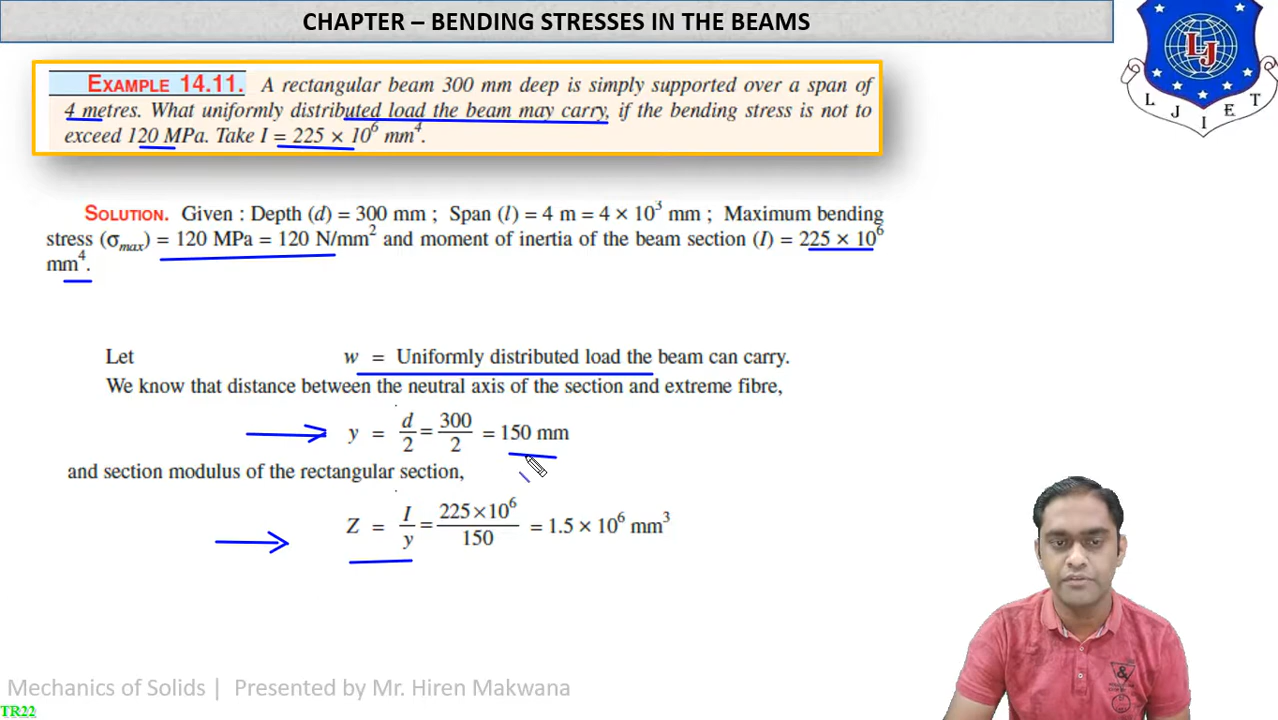 CHAPTER – BENDING STRESSES IN THE BEAMS
LJ
L J I E T
EXAMPLE 14.11. A rectangular beam 300 mm deep is simply supported over a span of
4 metres. What uniformly distributed load the beam may carry, if the bending stress is not to
exceed 120 MPa. Take I = 225 × 10⁶ mm⁴.
SOLUTION. Given : Depth (d) = 300 mm ; Span (l) = 4 m = 4 × 10³ mm ; Maximum bending
stress (σmax) = 120 MPa = 120 N/mm² and moment of inertia of the beam section (I) = 225 × 10⁶
mm⁴.
Let w = Uniformly distributed load the beam can carry.
We know that distance between the neutral axis of the section and extreme fibre,
y = d/2 = 300/2 = 150 mm
and section modulus of the rectangular section,
Z = I/y = 225×10⁶/150 = 1.5 × 10⁶ mm³
Mechanics of Solids | Presented by Mr. Hiren Makwana
TR22